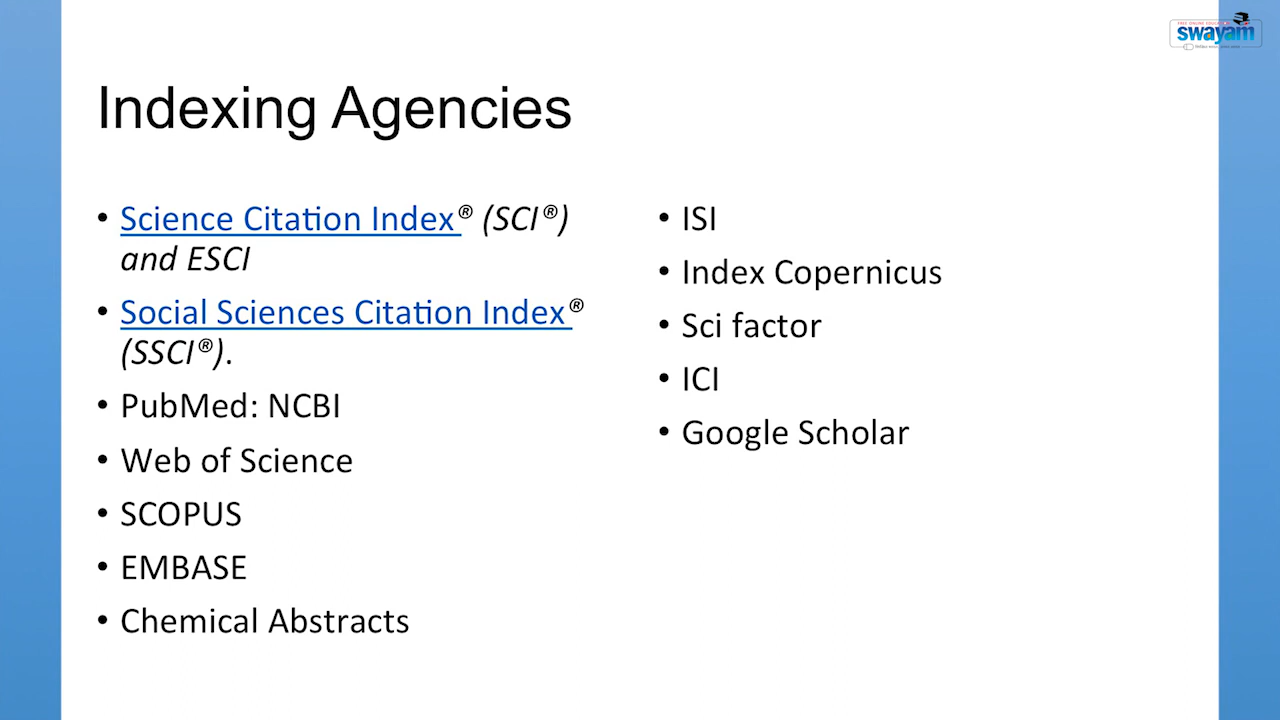 swayam
Indexing Agencies
• Science Citation Index® (SCI®)
and ESCI
• Social Sciences Citation Index®
(SSCI®).
• PubMed: NCBI
• Web of Science
• SCOPUS
• EMBASE
• Chemical Abstracts
• ISI
• Index Copernicus
• Sci factor
• ICI
• Google Scholar